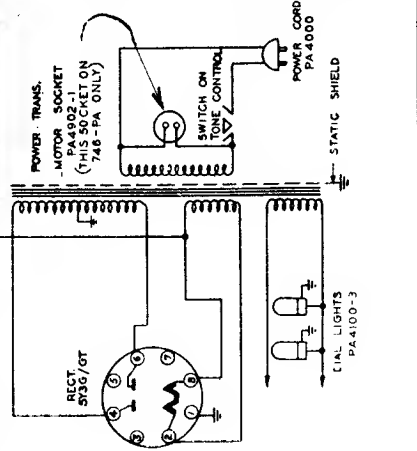 POWER CORD
PA4000
SWITCH ON
TONE CONTROL
POWER TRANS.
MOTOR SOCKET
PA4902-1
(THIS SOCKET ON
746-PA ONLY)
STATIC SHIELD
RECT.
5Y3G/GT
1
2
3
4
5
6
7
8
DIAL LIGHTS
PA4100-3